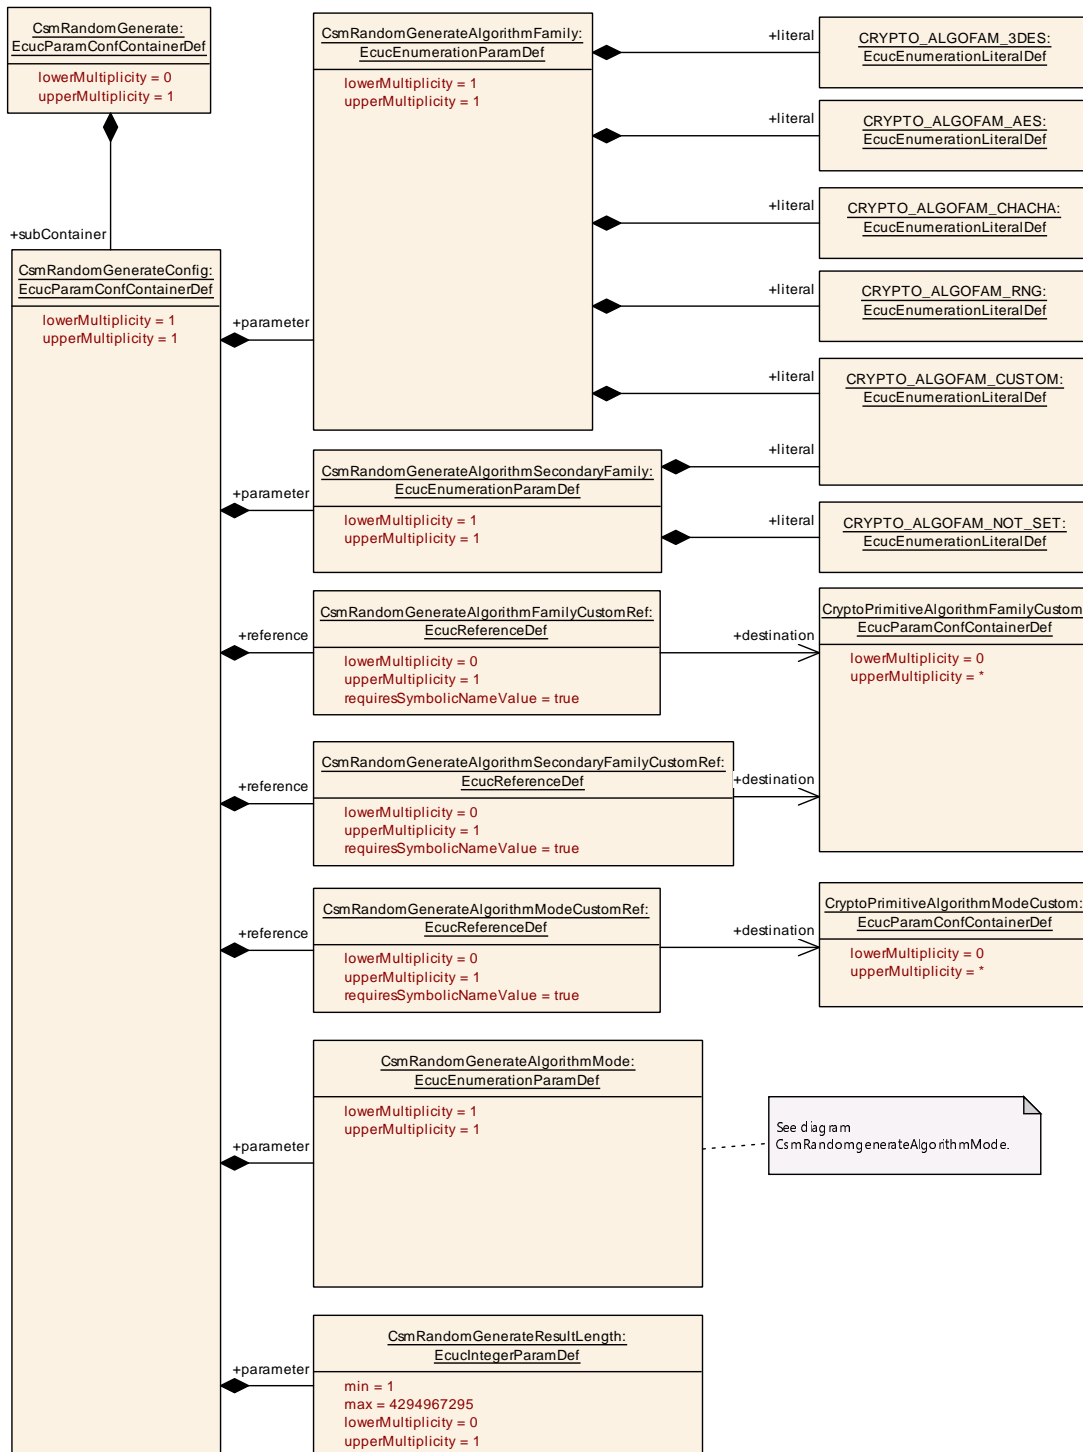 CsmRandomGenerate:
EcucParamConfContainerDef
lowerMultiplicity = 0
upperMultiplicity = 1
+subContainer
CsmRandomGenerateConfig:
EcucParamConfContainerDef
lowerMultiplicity = 1
upperMultiplicity = 1
+parameter
CsmRandomGenerateAlgorithmFamily:
EcucEnumerationParamDef
lowerMultiplicity = 1
upperMultiplicity = 1
+literal
CRYPTO_ALGOFAM_3DES:
EcucEnumerationLiteralDef
+literal
CRYPTO_ALGOFAM_AES:
EcucEnumerationLiteralDef
+literal
CRYPTO_ALGOFAM_CHACHA:
EcucEnumerationLiteralDef
+literal
CRYPTO_ALGOFAM_RNG:
EcucEnumerationLiteralDef
+literal
CRYPTO_ALGOFAM_CUSTOM:
EcucEnumerationLiteralDef
+parameter
CsmRandomGenerateAlgorithmSecondaryFamily:
EcucEnumerationParamDef
lowerMultiplicity = 1
upperMultiplicity = 1
+literal
+literal
CRYPTO_ALGOFAM_NOT_SET:
EcucEnumerationLiteralDef
+reference
CsmRandomGenerateAlgorithmFamilyCustomRef:
EcucReferenceDef
lowerMultiplicity = 0
upperMultiplicity = 1
requiresSymbolicNameValue = true
+destination
CryptoPrimitiveAlgorithmFamilyCustom
EcucParamConfContainerDef
lowerMultiplicity = 0
upperMultiplicity = *
+reference
CsmRandomGenerateAlgorithmSecondaryFamilyCustomRef:
EcucReferenceDef
lowerMultiplicity = 0
upperMultiplicity = 1
requiresSymbolicNameValue = true
+destination
+reference
CsmRandomGenerateAlgorithmModeCustomRef:
EcucReferenceDef
lowerMultiplicity = 0
upperMultiplicity = 1
requiresSymbolicNameValue = true
+destination
CryptoPrimitiveAlgorithmModeCustom:
EcucParamConfContainerDef
lowerMultiplicity = 0
upperMultiplicity = *
+parameter
CsmRandomGenerateAlgorithmMode:
EcucEnumerationParamDef
lowerMultiplicity = 1
upperMultiplicity = 1
See diagram
CsmRandomgenerateAlgorithmMode.
+parameter
CsmRandomGenerateResultLength:
EcucIntegerParamDef
min = 1
max = 4294967295
lowerMultiplicity = 0
upperMultiplicity = 1